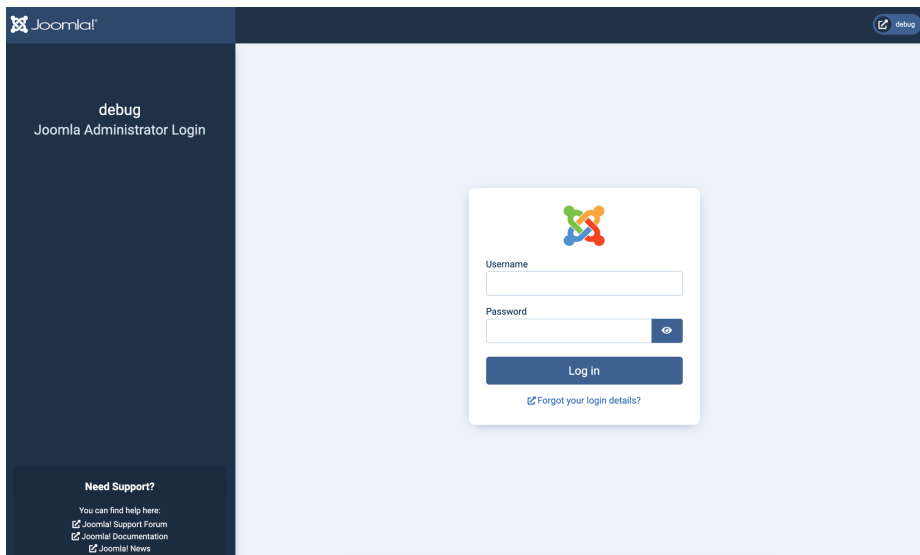 Joomla!®
debug
debug
Joomla Administrator Login
Username
Password
Log in
Forgot your login details?
Need Support?
You can find help here:
Joomla! Support Forum
Joomla! Documentation
Joomla! News